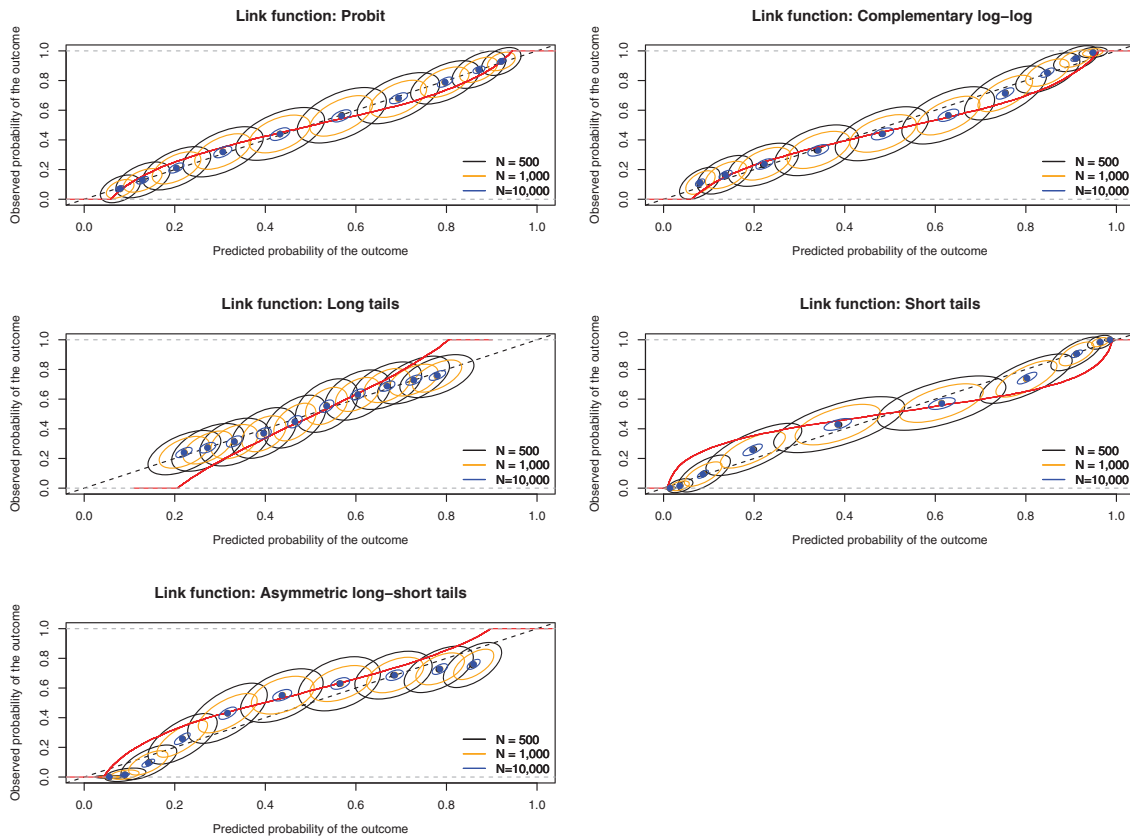 Link function: Probit
Observed probability of the outcome
1.0
0.8
0.6
0.4
0.2
0.0
N = 500
N = 1,000
N=10,000
0.0 0.2 0.4 0.6 0.8 1.0
Predicted probability of the outcome
Link function: Complementary log−log
Observed probability of the outcome
1.0
0.8
0.6
0.4
0.2
0.0
N = 500
N = 1,000
N=10,000
0.0 0.2 0.4 0.6 0.8 1.0
Predicted probability of the outcome
Link function: Long tails
Observed probability of the outcome
1.0
0.8
0.6
0.4
0.2
0.0
N = 500
N = 1,000
N=10,000
0.0 0.2 0.4 0.6 0.8 1.0
Predicted probability of the outcome
Link function: Short tails
Observed probability of the outcome
1.0
0.8
0.6
0.4
0.2
0.0
N = 500
N = 1,000
N=10,000
0.0 0.2 0.4 0.6 0.8 1.0
Predicted probability of the outcome
Link function: Asymmetric long−short tails
Observed probability of the outcome
1.0
0.8
0.6
0.4
0.2
0.0
N = 500
N = 1,000
N=10,000
0.0 0.2 0.4 0.6 0.8 1.0
Predicted probability of the outcome